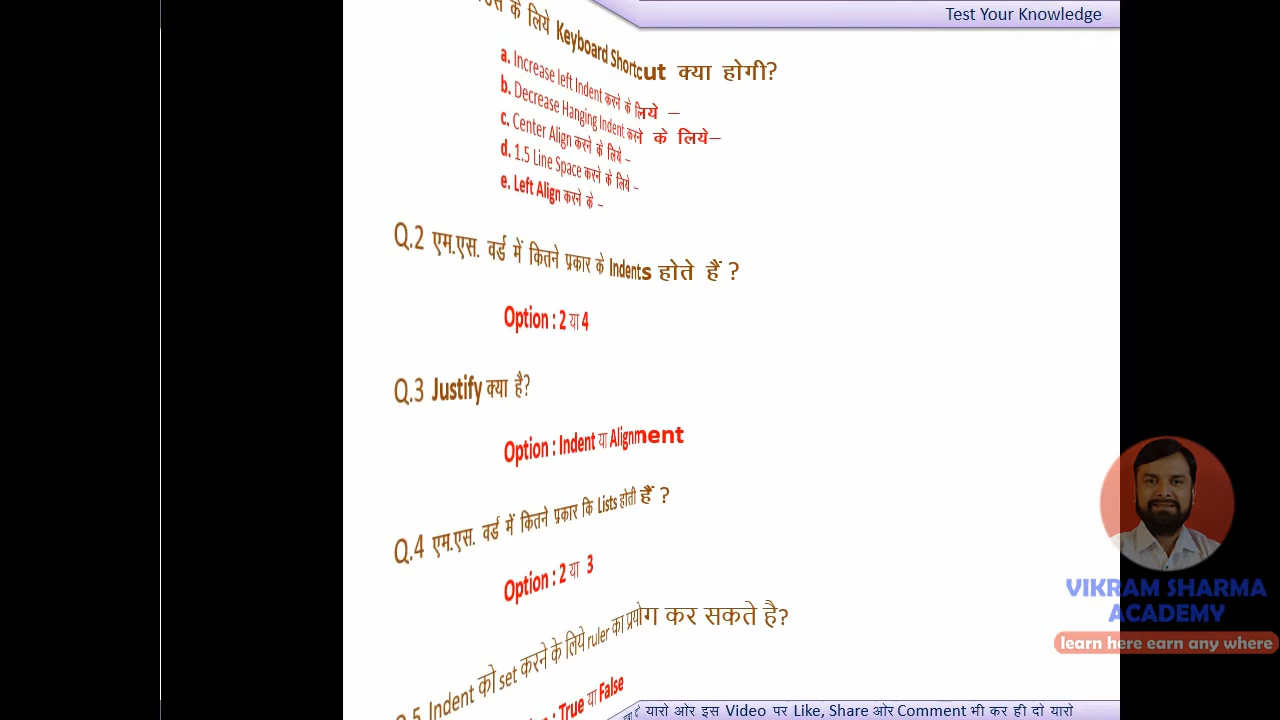 Test Your Knowledge
के लिये Keyboard Shortcut क्या होगी?
a. Increase left Indent करने के लिये –
b. Decrease Hanging Indent करने के लिये–
c. Center Align करने के लिये –
d. 1.5 Line Space करने के लिये –
e. Left Align करने के –
Q.2 एम.एस. वर्ड में कितने प्रकार के Indents होते हैं ?
Option : 2 या 4
Q.3 Justify क्या है?
Option : Indent या Alignment
Q.4 एम.एस. वर्ड में कितने प्रकार कि Lists होती हैं ?
Option : 2 या 3
Q.5 Indent को set करने के लिये ruler का प्रयोग कर सकते है?
True या False
VIKRAM SHARMA
ACADEMY
learn here earn any where
यारो ओर इस Video पर Like, Share ओर Comment भी कर ही दो यारो